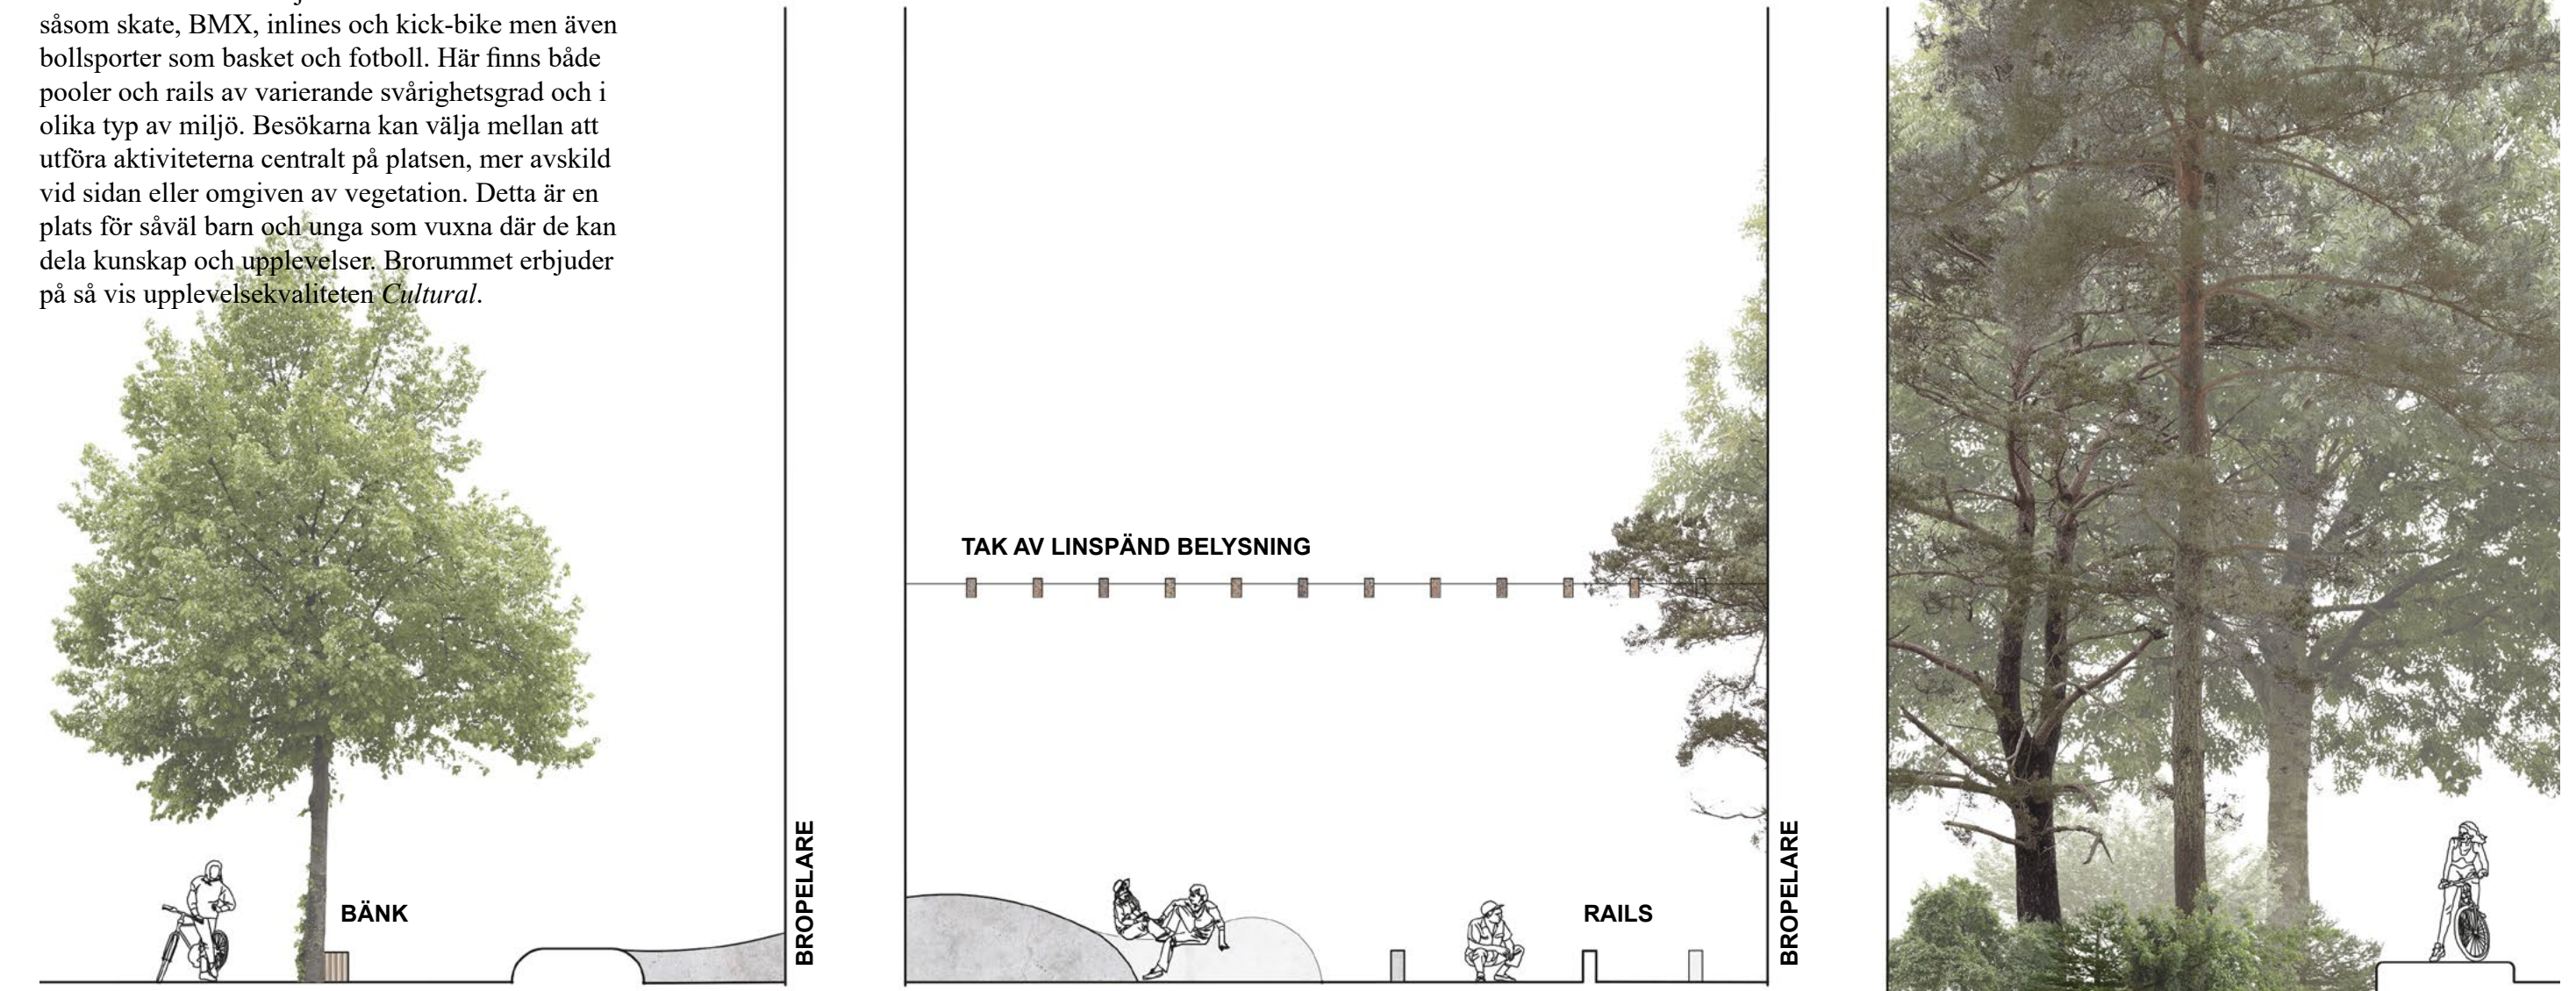 såsom skate, BMX, inlines och kick-bike men även
bollsporter som basket och fotboll. Här finns både
pooler och rails av varierande svårighetsgrad och i
olika typ av miljö. Besökarna kan välja mellan att
utföra aktiviteterna centralt på platsen, mer avskild
vid sidan eller omgiven av vegetation. Detta är en
plats för såväl barn och unga som vuxna där de kan
dela kunskap och upplevelser. Brorummet erbjuder
på så vis upplevelsekvaliteten Cultural.
TAK AV LINSPÄND BELYSNING
BÄNK
BROPELARE
RAILS
BROPELARE